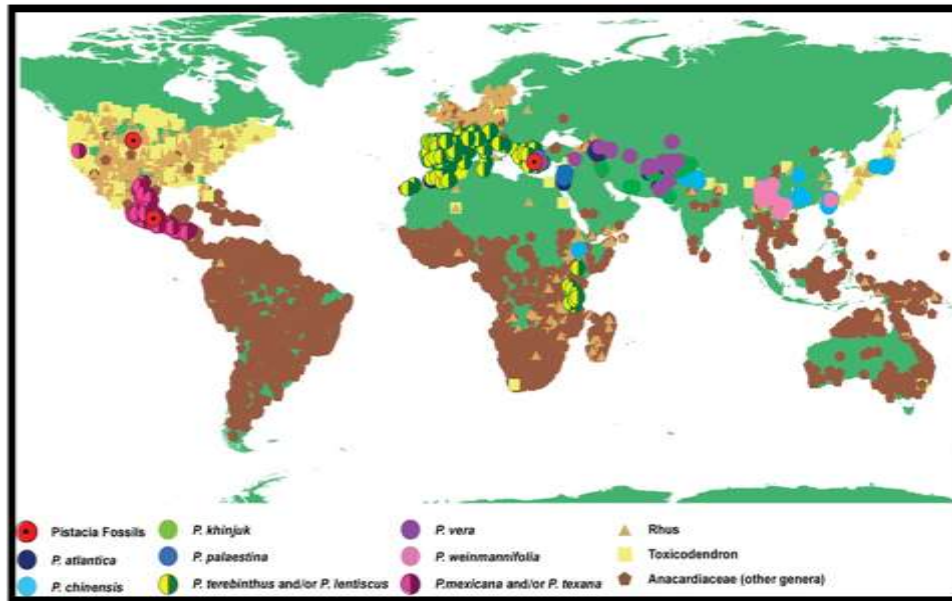 Pistacia Fossils
P. khinjuk
P. vera
Rhus
P. atlantica
P. palaestina
P. weinmannifolia
Toxicodendron
P. chinensis
P. terebinthus and/or P. lentiscus
P.mexicana and/or P. texana
Anacardiaceae (other genera)